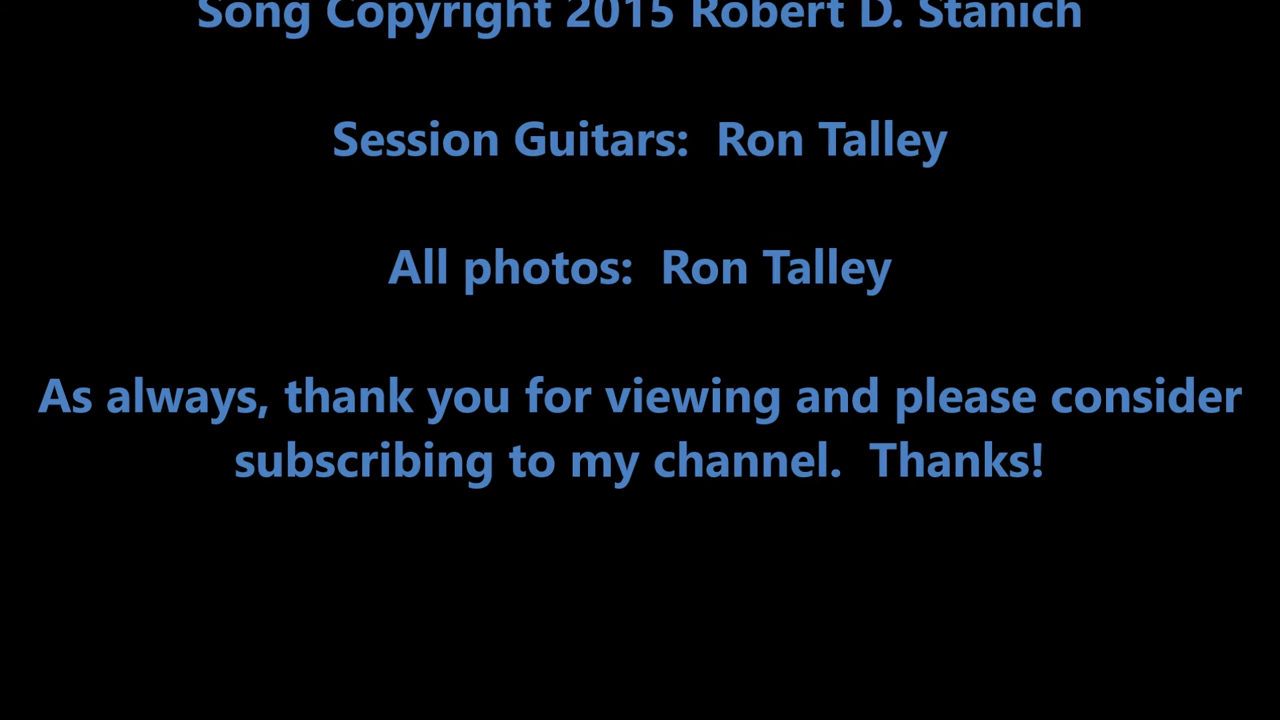 Song Copyright 2015 Robert D. Stanich
Session Guitars:  Ron Talley
All photos:  Ron Talley
As always, thank you for viewing and please consider
subscribing to my channel.  Thanks!